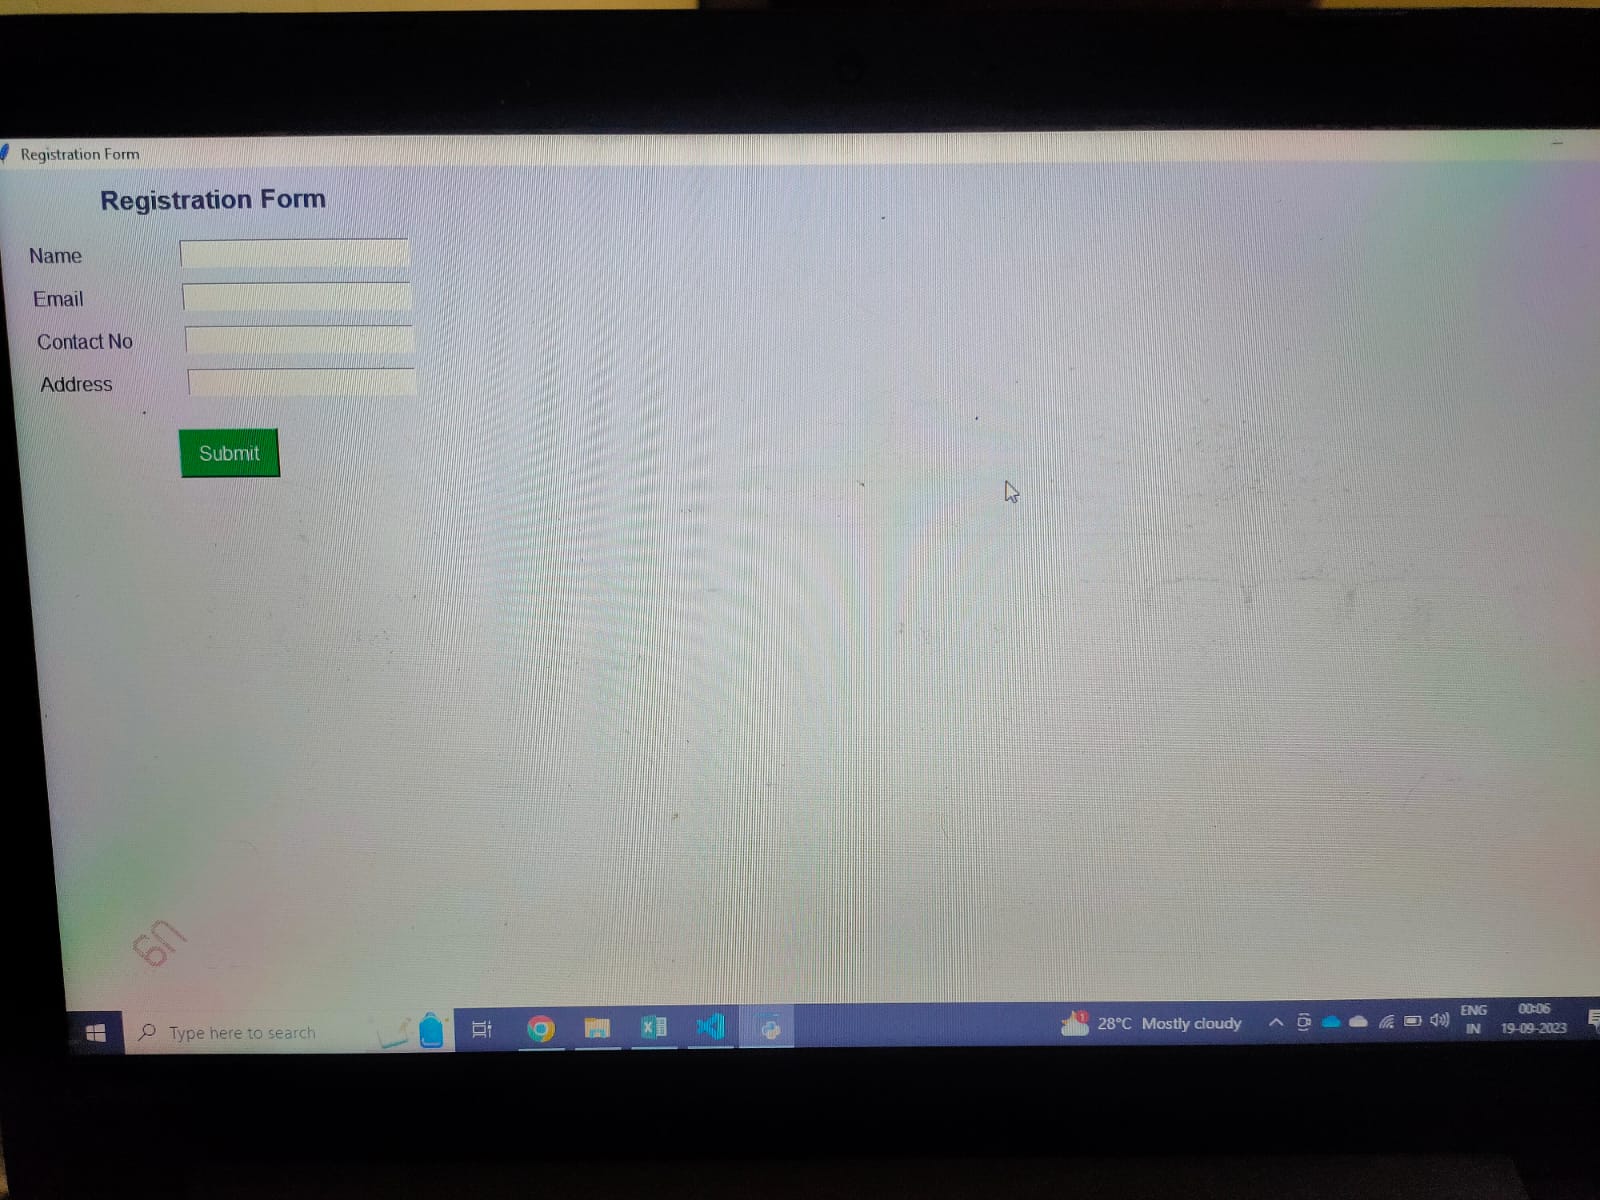 Registration Form
Registration Form
Name
Email
Contact No
Address
Submit
Type here to search
1
28°C Mostly cloudy
ENG
IN
00:06
19-09-2023